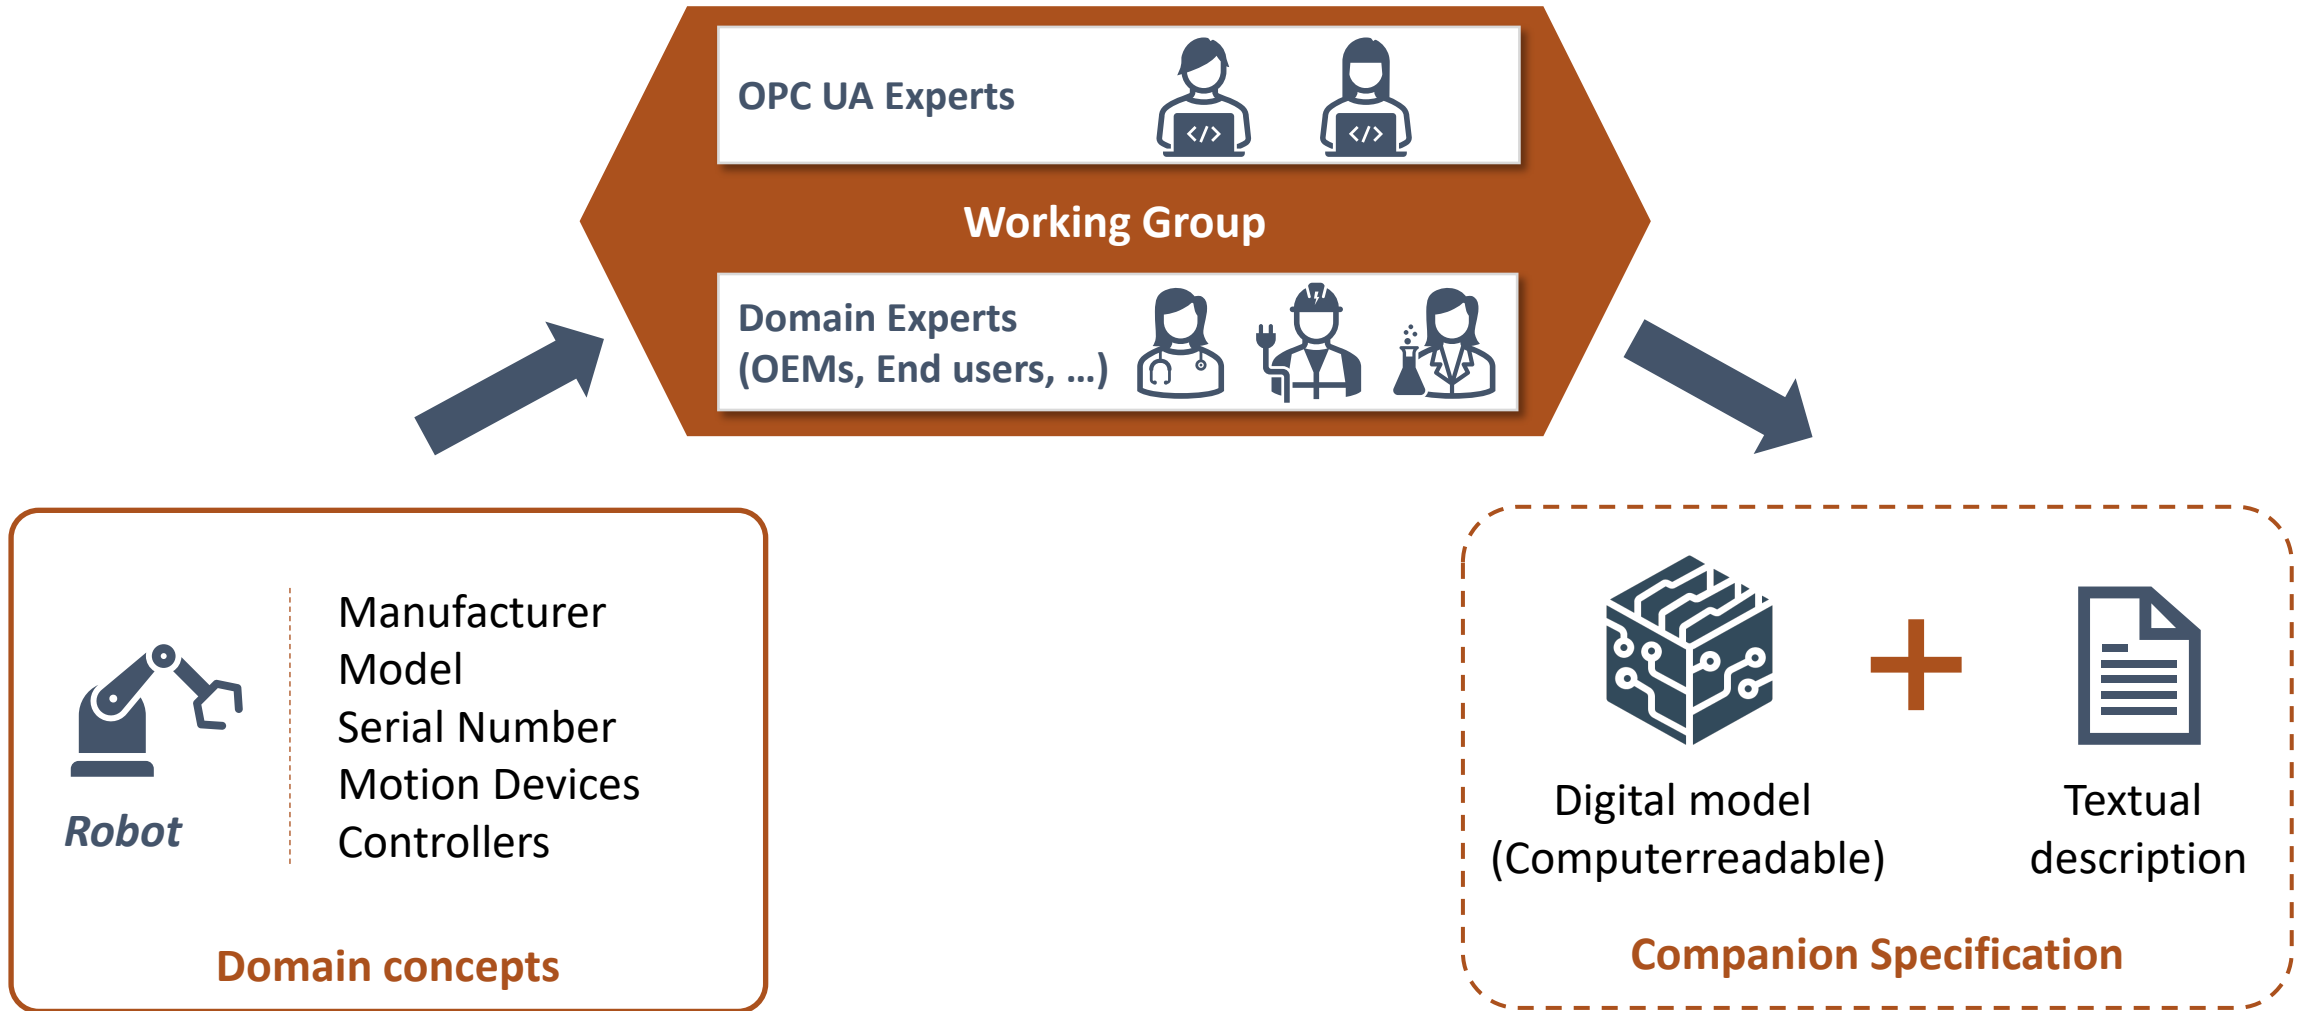 OPC UA Experts
</>
</>
Working Group
Domain Experts
(OEMs, End users, ...)
Robot
Manufacturer
Model
Serial Number
Motion Devices
Controllers
Domain concepts
Digital model
(Computerreadable)
Textual
description
Companion Specification